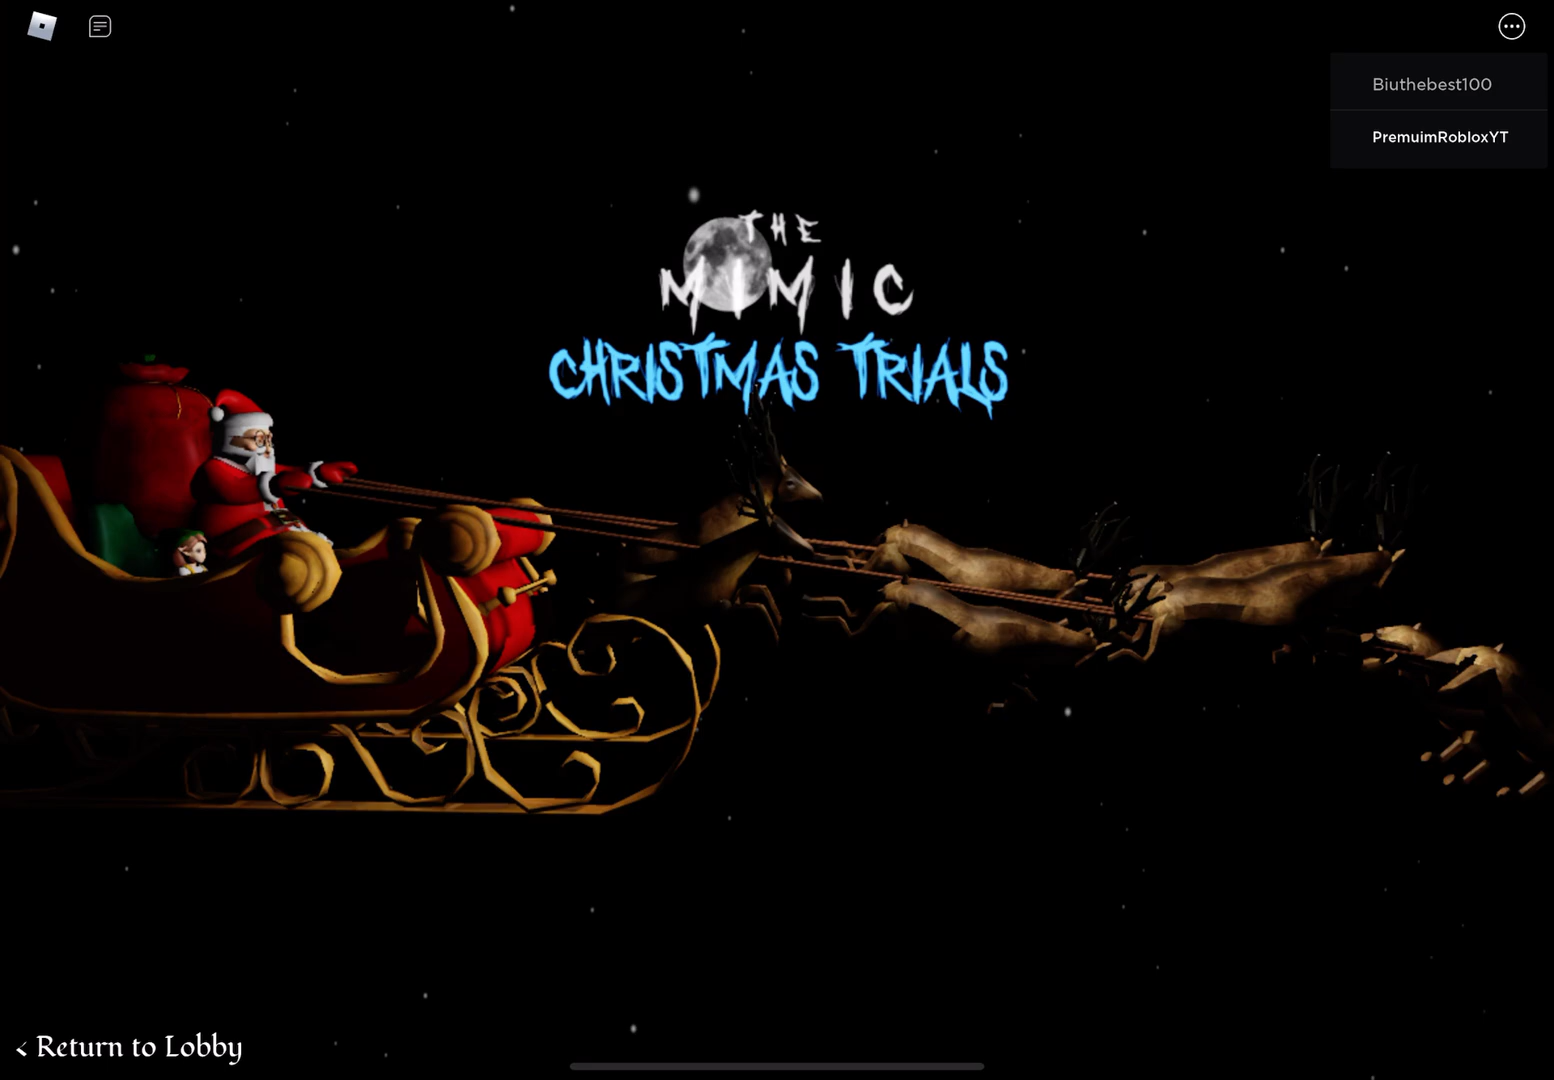 Biuthebest100
PremuimRobloxYT
THE
MIMIC
CHRISTMAS TRIALS
< Return to Lobby